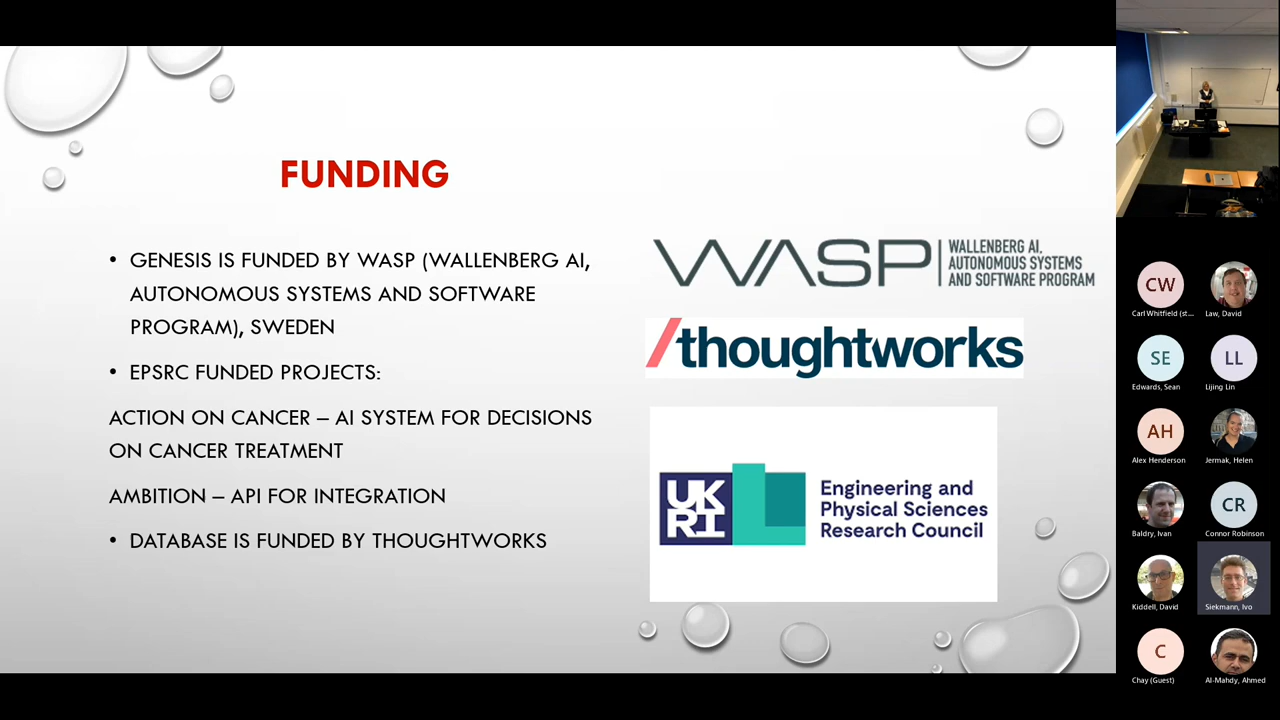 FUNDING
• GENESIS IS FUNDED BY WASP (WALLENBERG AI,
AUTONOMOUS SYSTEMS AND SOFTWARE
PROGRAM), SWEDEN
• EPSRC FUNDED PROJECTS:
ACTION ON CANCER – AI SYSTEM FOR DECISIONS
ON CANCER TREATMENT
AMBITION – API FOR INTEGRATION
• DATABASE IS FUNDED BY THOUGHTWORKS
WASP
WALLENBERG AI,
AUTONOMOUS SYSTEMS
AND SOFTWARE PROGRAM
/thoughtworks
UK
RI
Engineering and
Physical Sciences
Research Council
CW
Carl Whitfield (st...
Law, David
SE
Edwards, Sean
LL
Lijing Lin
AH
Alex Henderson
Jermak, Helen
Baldry, Ivan
CR
Connor Robinson
Kiddell, David
Siekmann, Ivo
C
Chay (Guest)
Al-Mahdy, Ahmed